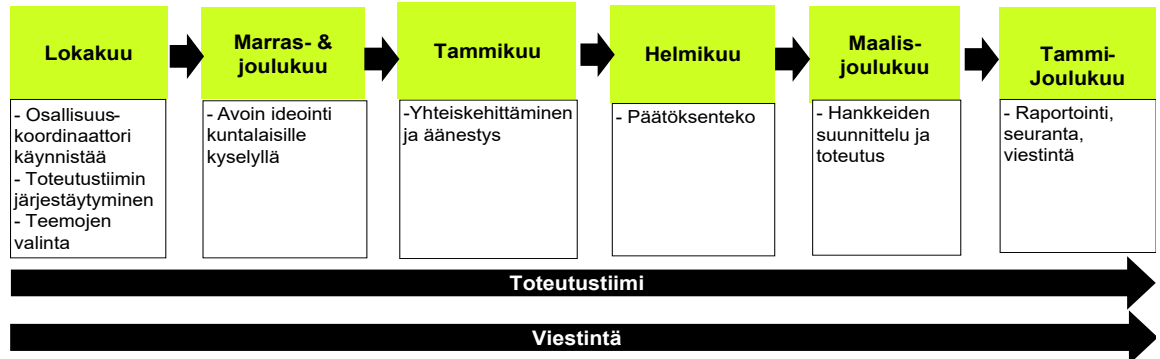 Lokakuu
- Osallisuus-
koordinaattori
käynnistää
- Toteutustiimin
järjestäytyminen
- Teemojen
valinta
Marras- &
joulukuu
- Avoin ideointi
kuntalaisille
kyselyllä
Tammikuu
-Yhteiskehittäminen
ja äänestys
Helmikuu
- Päätöksenteko
Maalis-
joulukuu
- Hankkeiden
suunnittelu ja
toteutus
Tammi-
Joulukuu
- Raportointi,
seuranta,
viestintä
Toteutustiimi
Viestintä